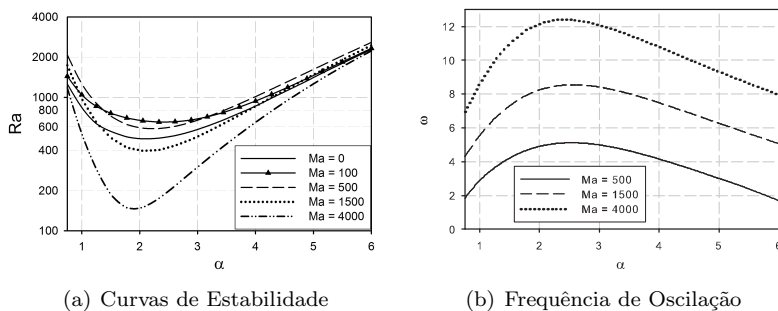 4000
2000
1000
800
600
400
200
100
Ra
1 2 3 4 5 6
α
Ma = 0
Ma = 100
Ma = 500
Ma = 1500
Ma = 4000
12
10
8
6
4
2
0
ω
1 2 3 4 5 6
α
Ma = 500
Ma = 1500
Ma = 4000
(a) Curvas de Estabilidade
(b) Frequência de Oscilação